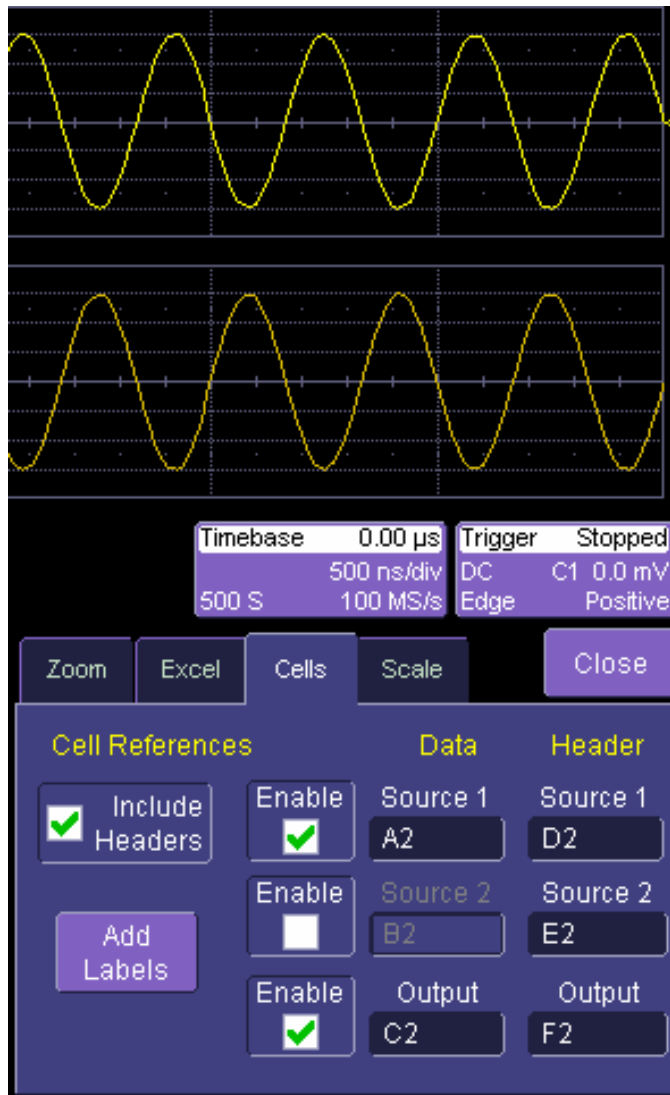 Timebase 0.00 µs
500 ns/div
500 S 100 MS/s
Trigger Stopped
DC C1 0.0 mV
Edge Positive
Zoom
Excel
Cells
Scale
Close
Cell References
Data
Header
Include
Headers
Enable
Source 1
A2
Source 1
D2
Enable
Source 2
B2
Source 2
E2
Add
Labels
Enable
Output
C2
Output
F2